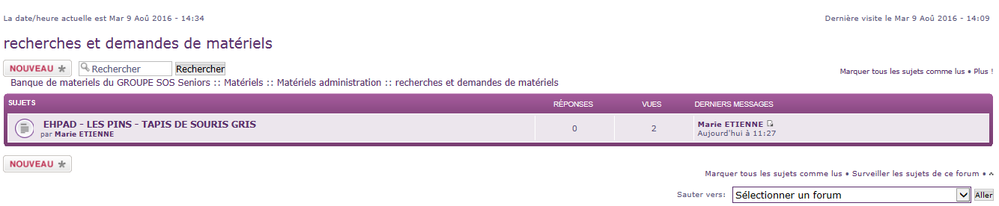 La date/heure actuelle est Mar 9 Aoû 2016 - 14:34
Dernière visite le Mar 9 Aoû 2016 - 14:09
recherches et demandes de matériels
NOUVEAU *
Rechercher
Rechercher
Marquer tous les sujets comme lus • Plus !
Banque de materiels du GROUPE SOS Seniors :: Matériels :: Matériels administration :: recherches et demandes de matériels
SUJETS RÉPONSES VUES DERNIERS MESSAGES
EHPAD - LES PINS - TAPIS DE SOURIS GRIS
par Marie ETIENNE
0
2
Marie ETIENNE
Aujourd'hui à 11:27
NOUVEAU *
Marquer tous les sujets comme lus • Surveiller les sujets de ce forum •
Sauter vers: Sélectionner un forum Aller